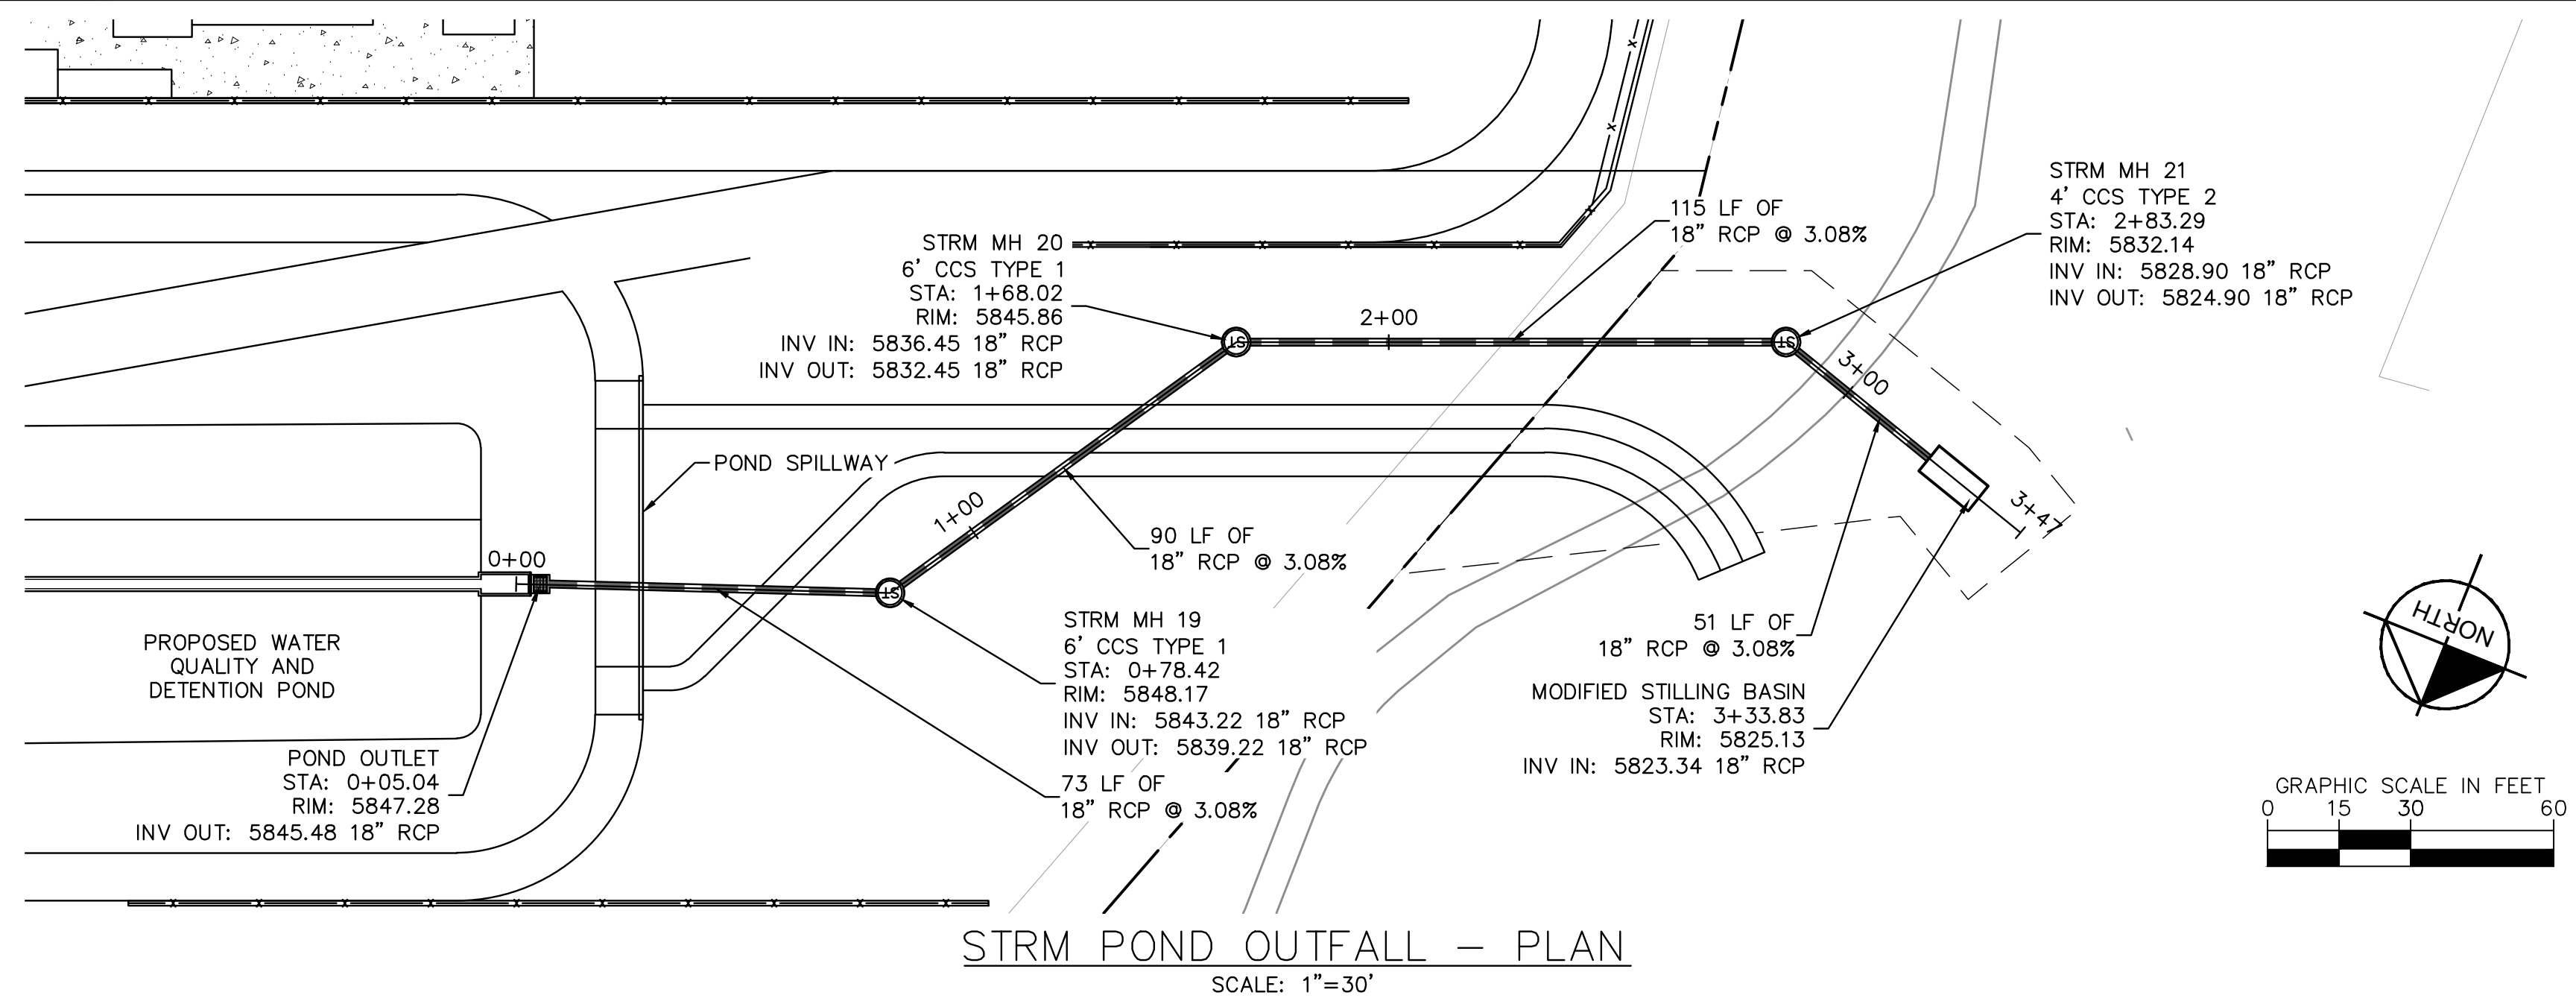 STRM MH 20
6' CCS TYPE 1
STA: 1+68.02
RIM: 5845.86
INV IN: 5836.45 18" RCP
INV OUT: 5832.45 18" RCP
115 LF OF
18" RCP @ 3.08%
STRM MH 21
4' CCS TYPE 2
STA: 2+83.29
RIM: 5832.14
INV IN: 5828.90 18" RCP
INV OUT: 5824.90 18" RCP
2+00
ST
ST
3+00
POND SPILLWAY
1+00
90 LF OF
18" RCP @ 3.08%
3+47
0+00
ST
PROPOSED WATER
QUALITY AND
DETENTION POND
STRM MH 19
6' CCS TYPE 1
STA: 0+78.42
RIM: 5848.17
INV IN: 5843.22 18" RCP
INV OUT: 5839.22 18" RCP
51 LF OF
18" RCP @ 3.08%
NORTH
MODIFIED STILLING BASIN
STA: 3+33.83
RIM: 5825.13
INV IN: 5823.34 18" RCP
POND OUTLET
STA: 0+05.04
RIM: 5847.28
INV OUT: 5845.48 18" RCP
73 LF OF
18" RCP @ 3.08%
GRAPHIC SCALE IN FEET
0 15 30 60
STRM POND OUTFALL - PLAN
SCALE: 1"=30'